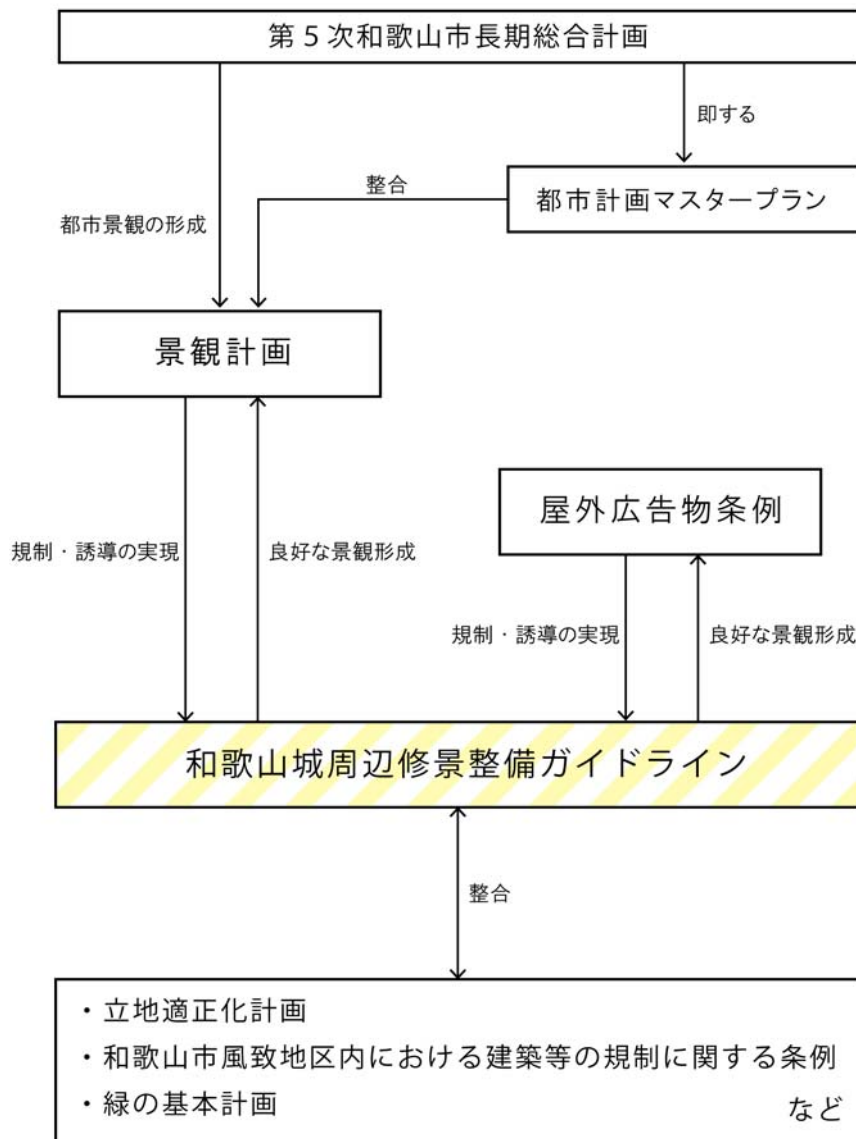 第5次和歌山市長期総合計画
即する
整合
都市計画マスタープラン
都市景観の形成
景観計画
屋外広告物条例
規制・誘導の実現
良好な景観形成
規制・誘導の実現
良好な景観形成
和歌山城周辺修景整備ガイドライン
整合
・立地適正化計画
・和歌山市風致地区内における建築等の規制に関する条例
・緑の基本計画
など